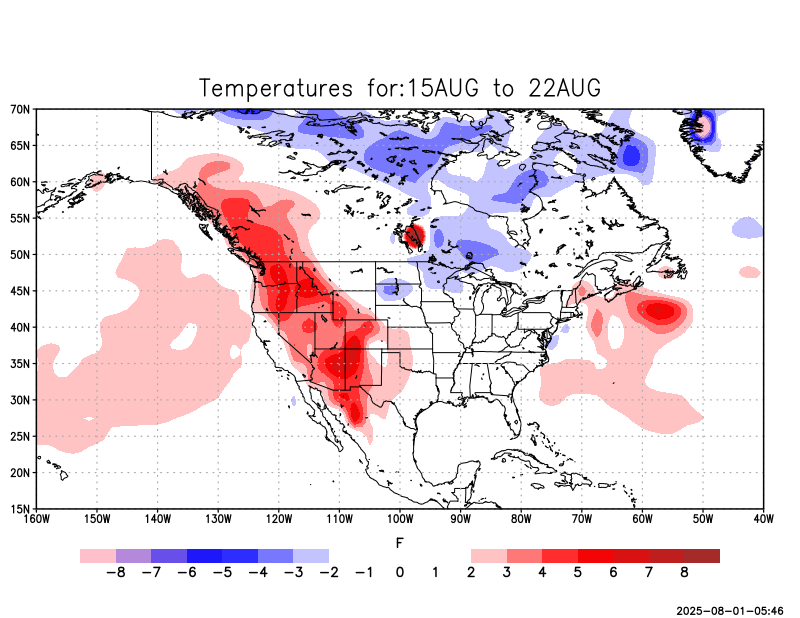 Temperatures for:15AUG to 22AUG
70N
65N
60N
55N
50N
45N
40N
35N
30N
25N
20N
15N
160W 150W 140W 130W 120W 110W 100W 90W 80W 70W 60W 50W 40W
F
−8 −7 −6 −5 −4 −3 −2 −1 0 1 2 3 4 5 6 7 8
2025-08-01-05:46